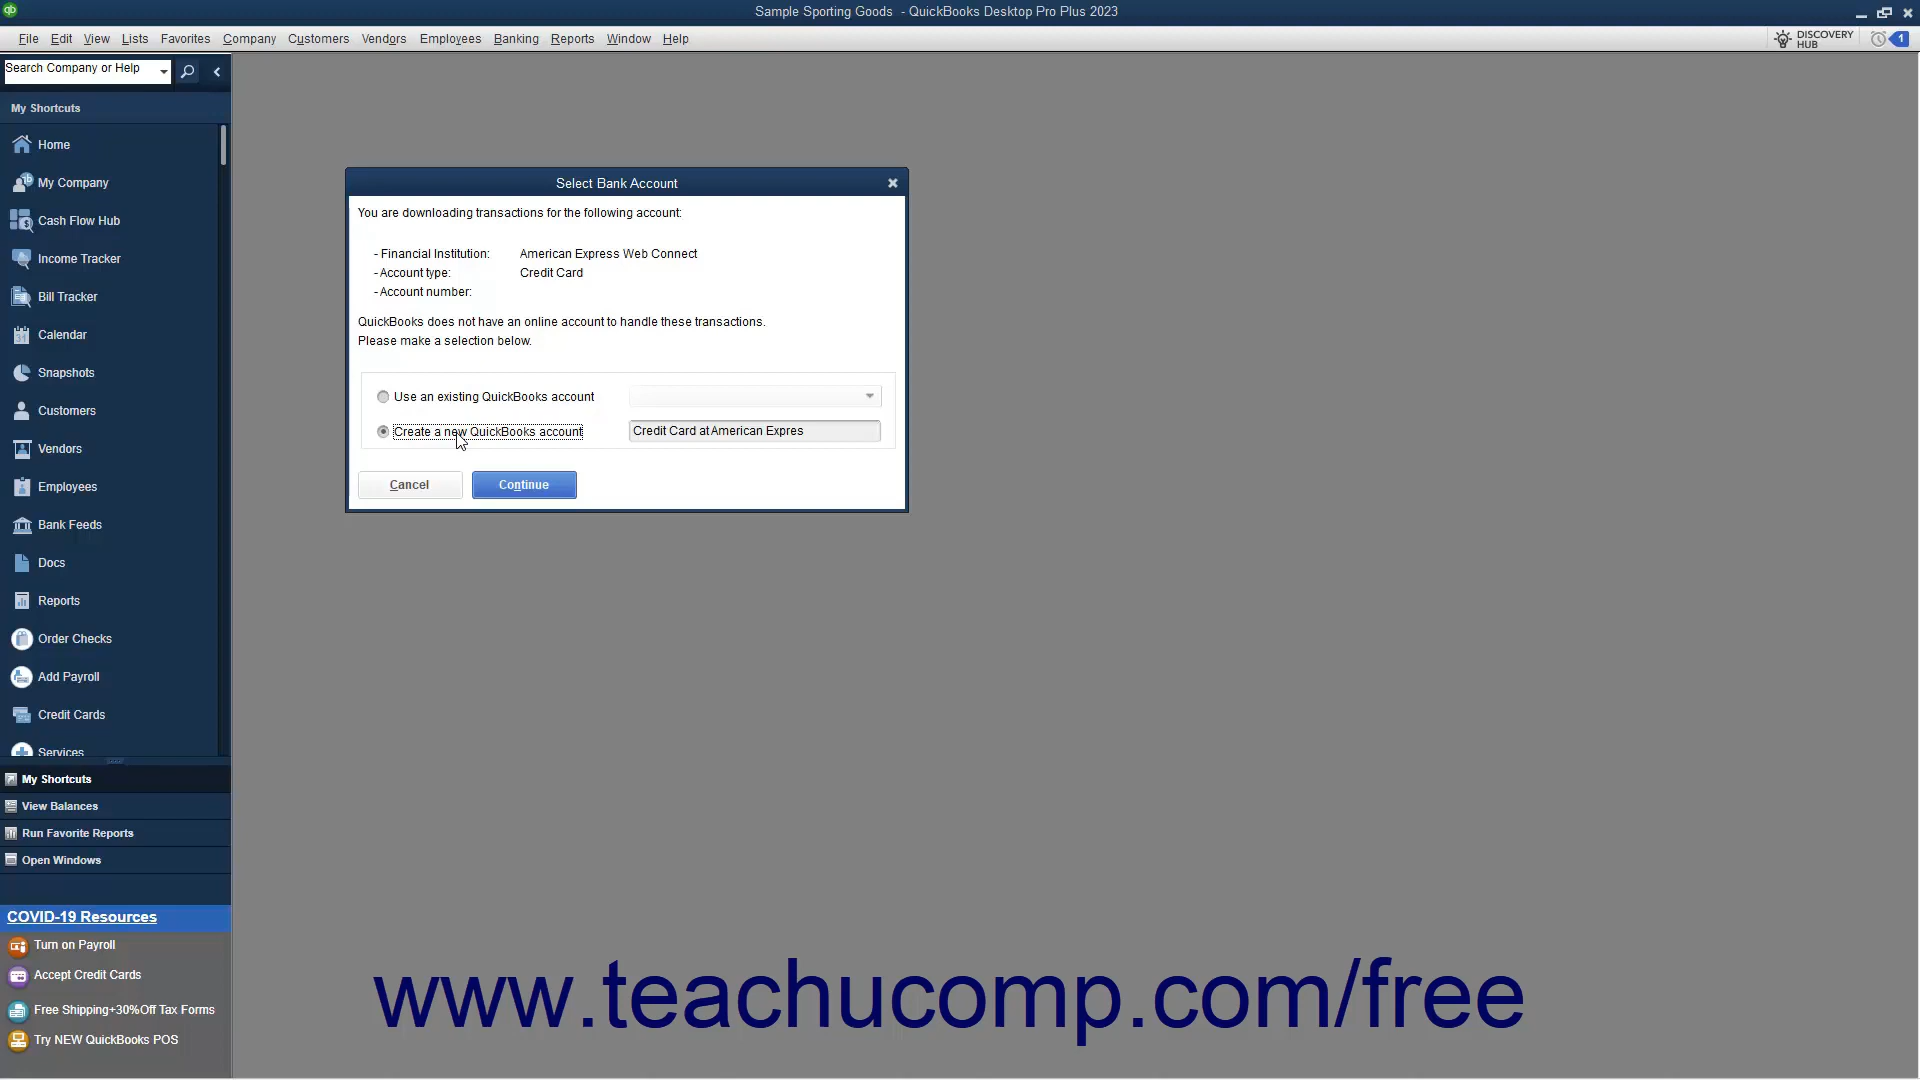 Sample Sporting Goods - QuickBooks Desktop Pro Plus 2023
File Edit View Lists Favorites Company Customers Vendors Employees Banking Reports Window Help
DISCOVERY
HUB
1
Search Company or Help
My Shortcuts
Home
My Company
Cash Flow Hub
Income Tracker
Bill Tracker
Calendar
Snapshots
Customers
Vendors
Employees
Bank Feeds
Docs
Reports
Order Checks
Add Payroll
Credit Cards
Services
My Shortcuts
View Balances
Run Favorite Reports
Open Windows
COVID-19 Resources
Turn on Payroll
Accept Credit Cards
Free Shipping+30%Off Tax Forms
Try NEW QuickBooks POS
Select Bank Account
You are downloading transactions for the following account:
- Financial Institution: American Express Web Connect
- Account type: Credit Card
- Account number:
QuickBooks does not have an online account to handle these transactions.
Please make a selection below.
Use an existing QuickBooks account
Create a new QuickBooks account Credit Card at American Expres
Cancel Continue
www.teachucomp.com/free